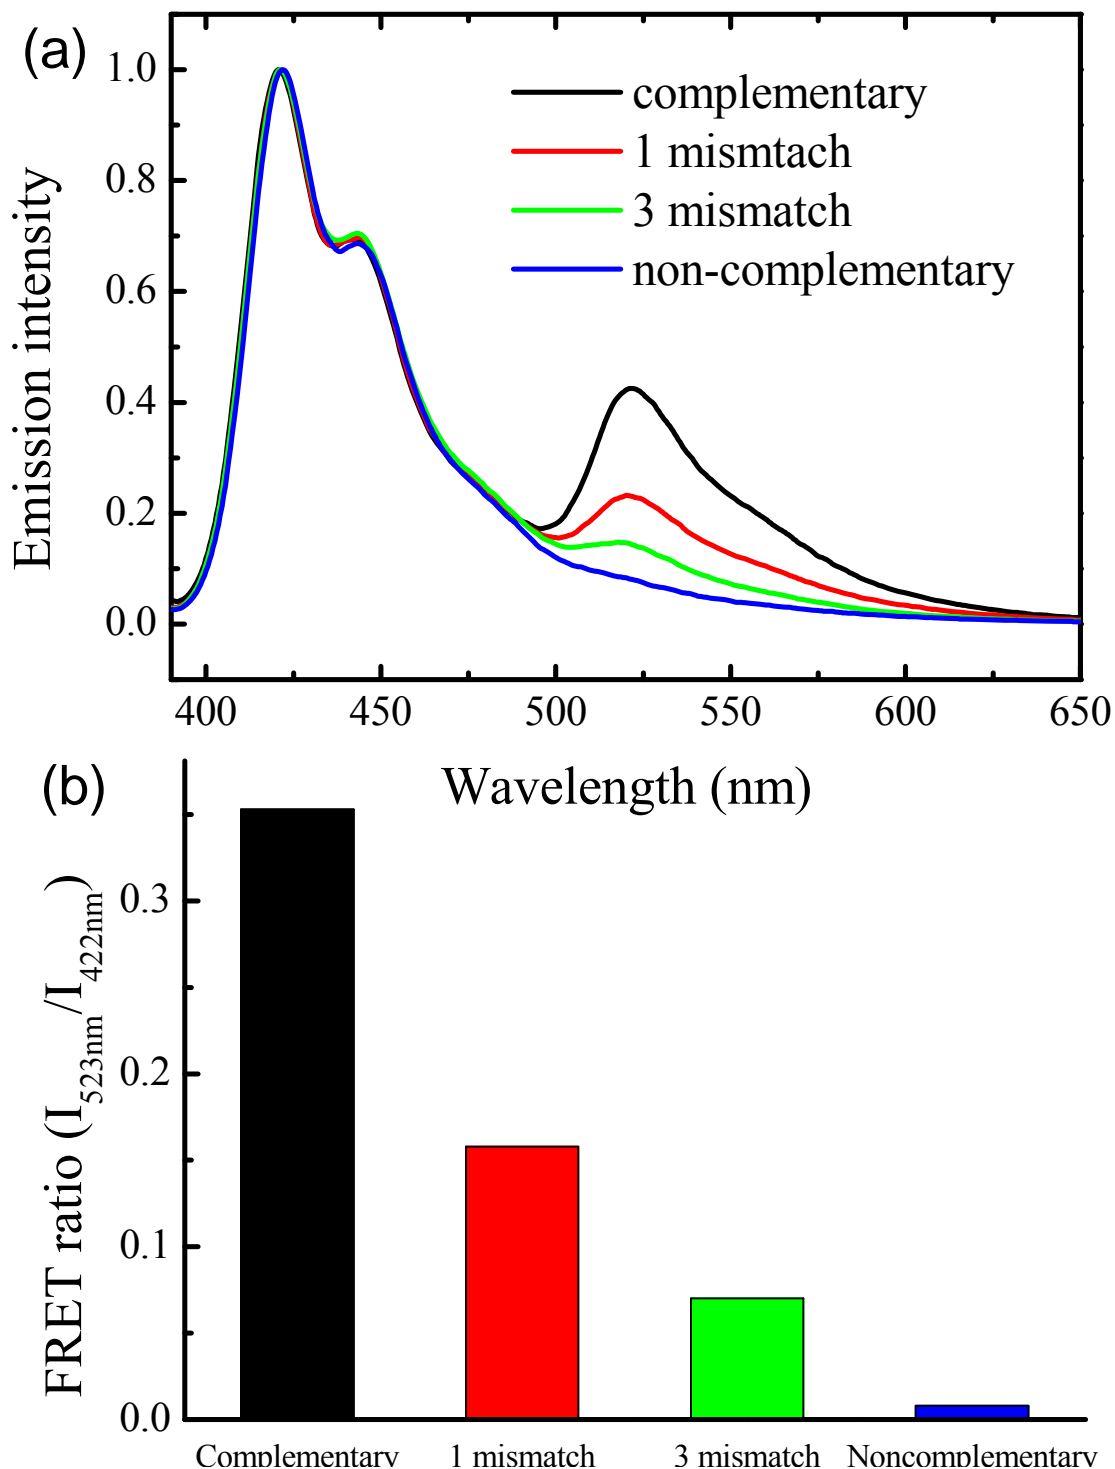 (a)
1.0
0.8
0.6
0.4
0.2
0.0
Emission intensity
complementary
1 mismtach
3 mismatch
non-complementary
400 450 500 550 600 650
Wavelength (nm)
(b)
0.3
0.2
0.1
0.0
FRET ratio (I523nm/I422nm)
Complementary 1 mismatch 3 mismatch Noncomplementary